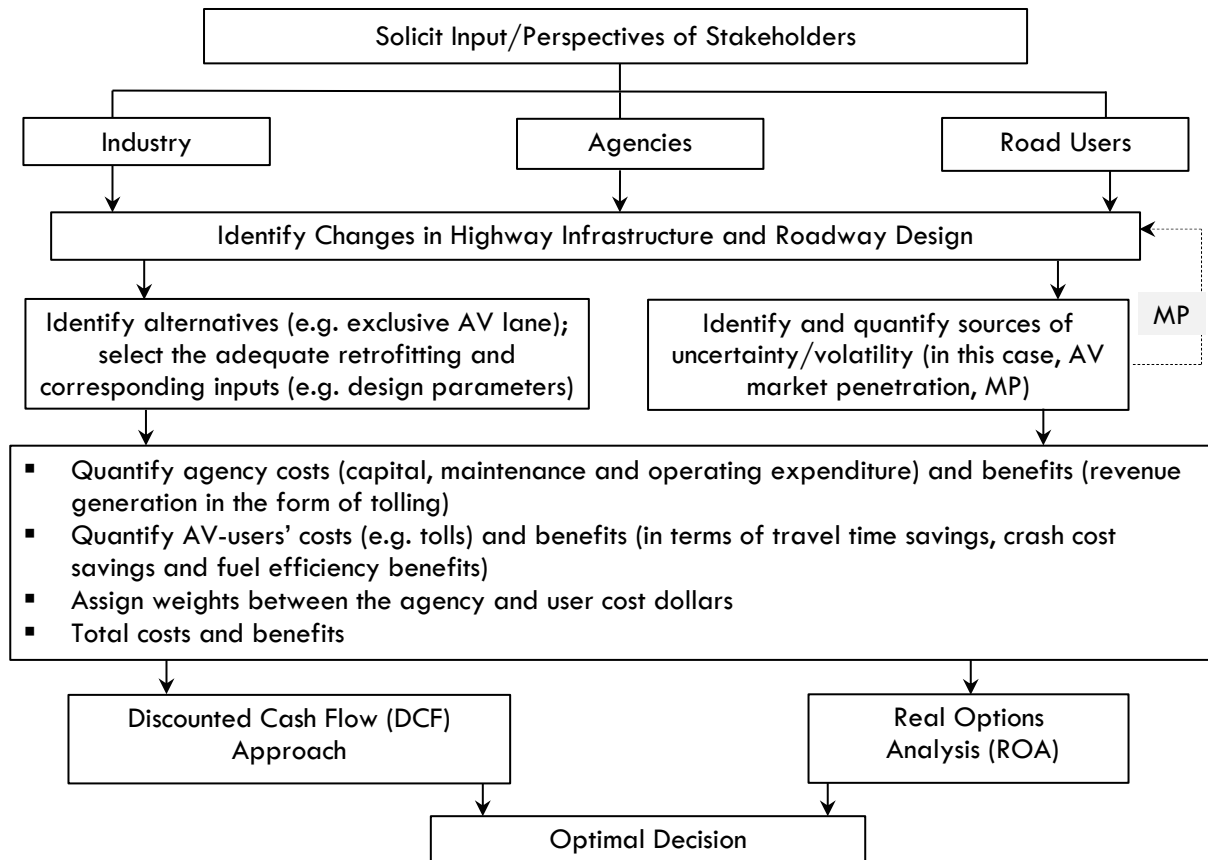 Solicit Input/Perspectives of Stakeholders
Industry
Agencies
Road Users
Identify Changes in Highway Infrastructure and Roadway Design
MP
Identify alternatives (e.g. exclusive AV lane);
select the adequate retrofitting and
corresponding inputs (e.g. design parameters)
Identify and quantify sources of
uncertainty/volatility (in this case, AV
market penetration, MP)
▪ Quantify agency costs (capital, maintenance and operating expenditure) and benefits (revenue
generation in the form of tolling)
▪ Quantify AV-users’ costs (e.g. tolls) and benefits (in terms of travel time savings, crash cost
savings and fuel efficiency benefits)
▪ Assign weights between the agency and user cost dollars
▪ Total costs and benefits
Discounted Cash Flow (DCF)
Approach
Real Options
Analysis (ROA)
Optimal Decision